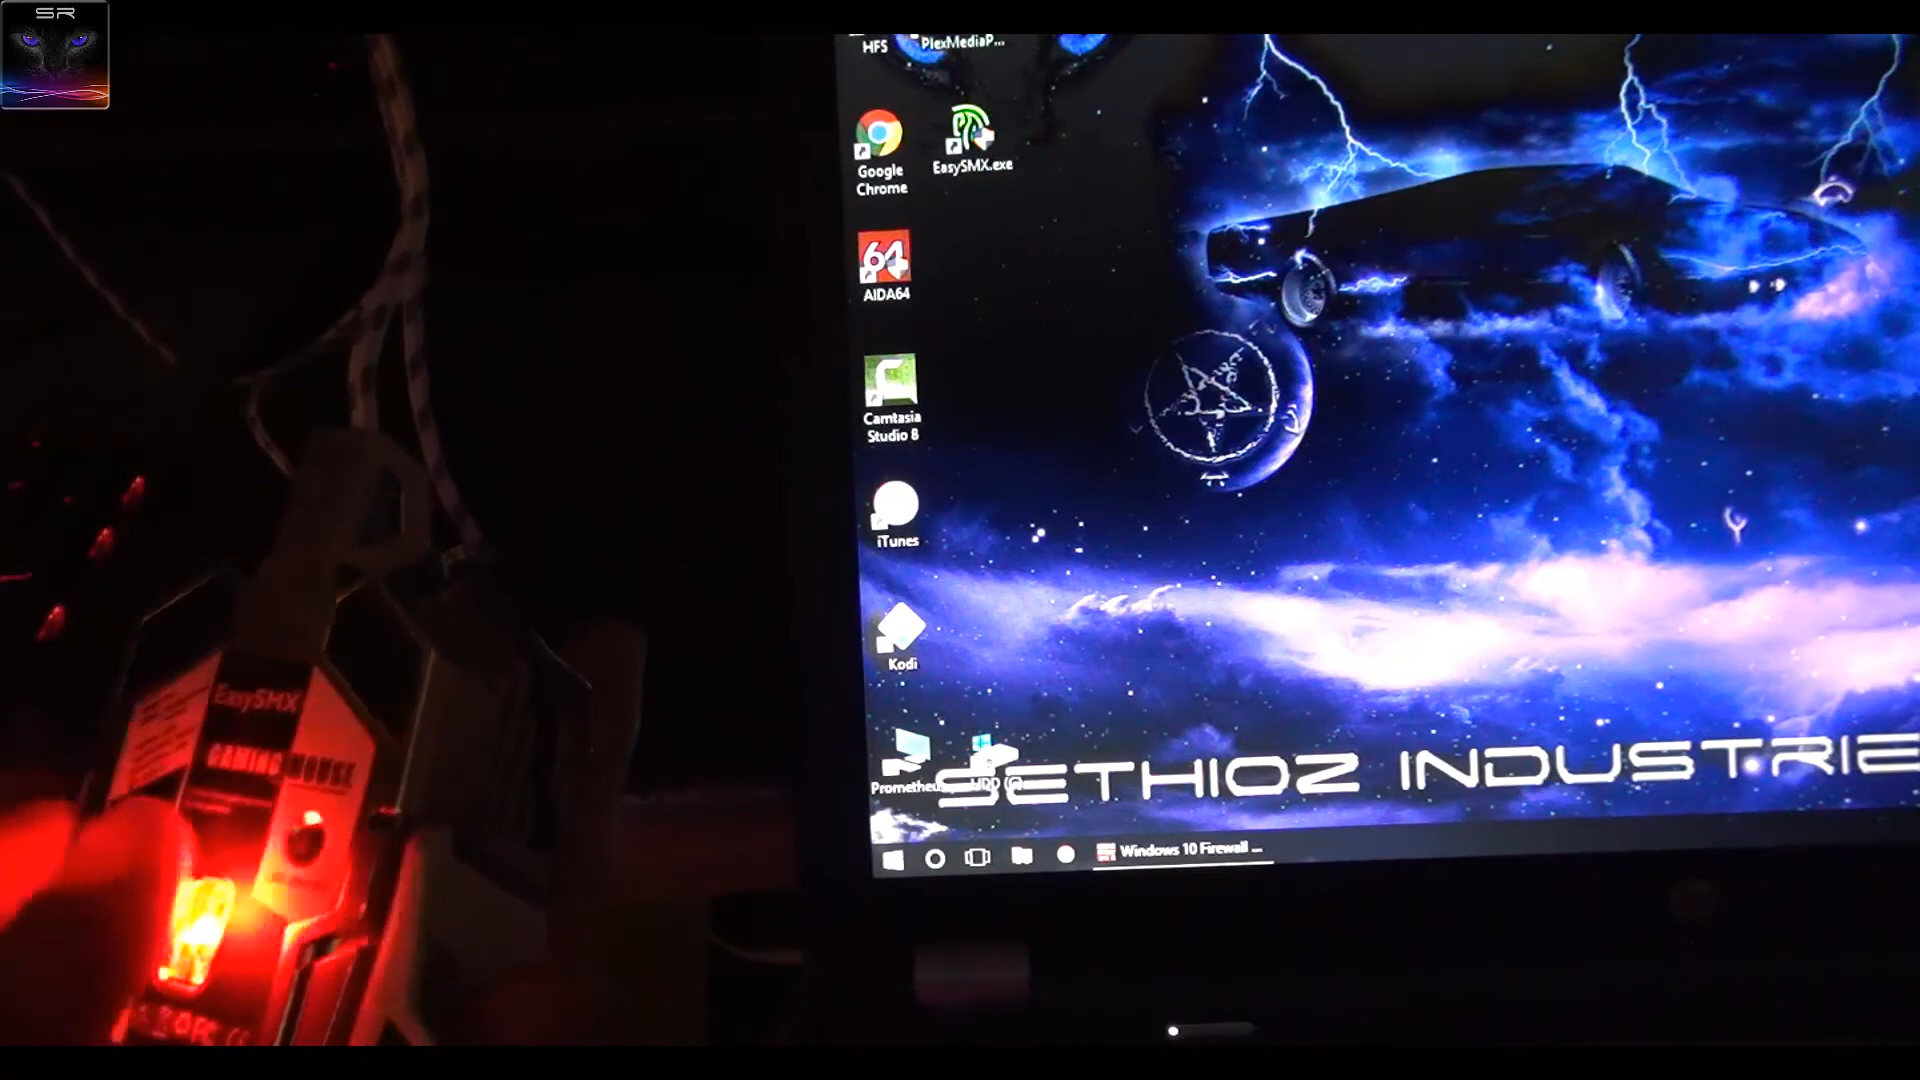 SR
HFS
PlexMediaP...
Google
Chrome
EasySMX.exe
AIDA64
Camtasia
Studio 8
iTunes
Kodi
SETHIOZ INDUSTRIE
Windows 10 Firewall ...
EasySMX
GAMING MOUSE